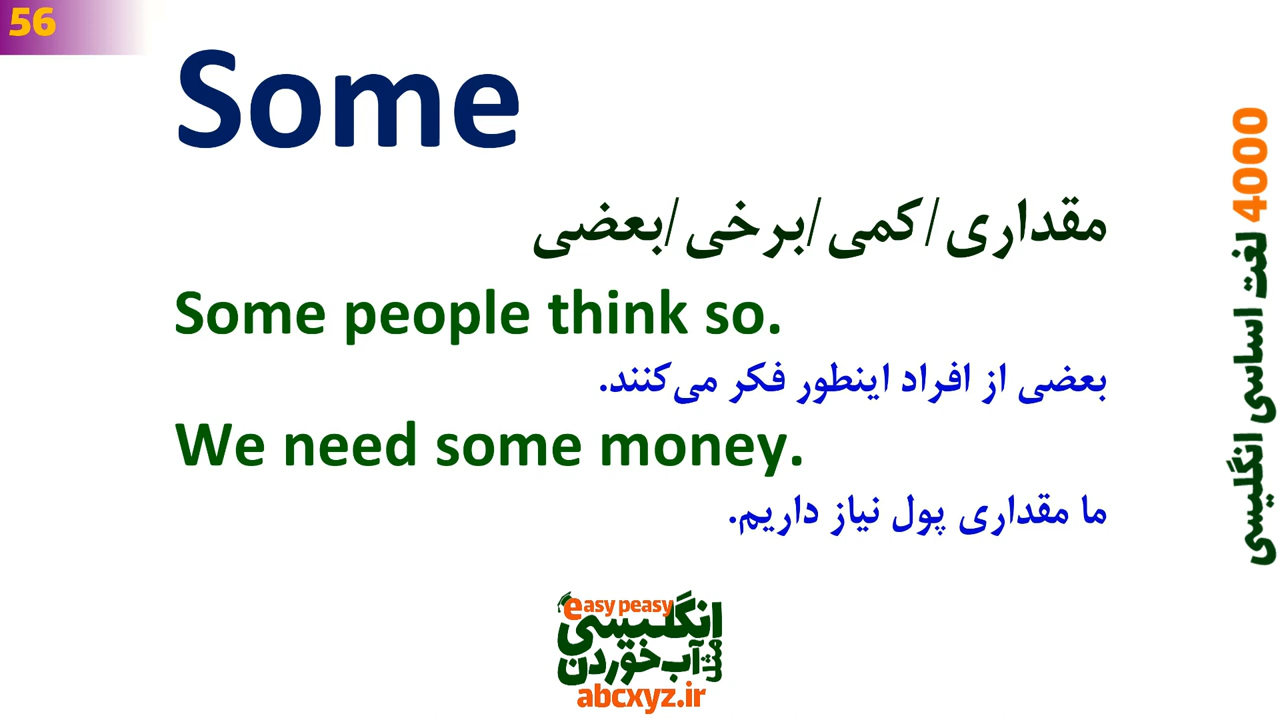 56
Some
مقداری/کمی/برخی/بعضی
Some people think so.
بعضی از افراد اینطور فکر می‌کنند.
We need some money.
ما مقداری پول نیاز داریم.
4000 لغت اساسی انگلیسی
easy peasy
انگلیسی
مثل آب خوردن
abcxyz.ir